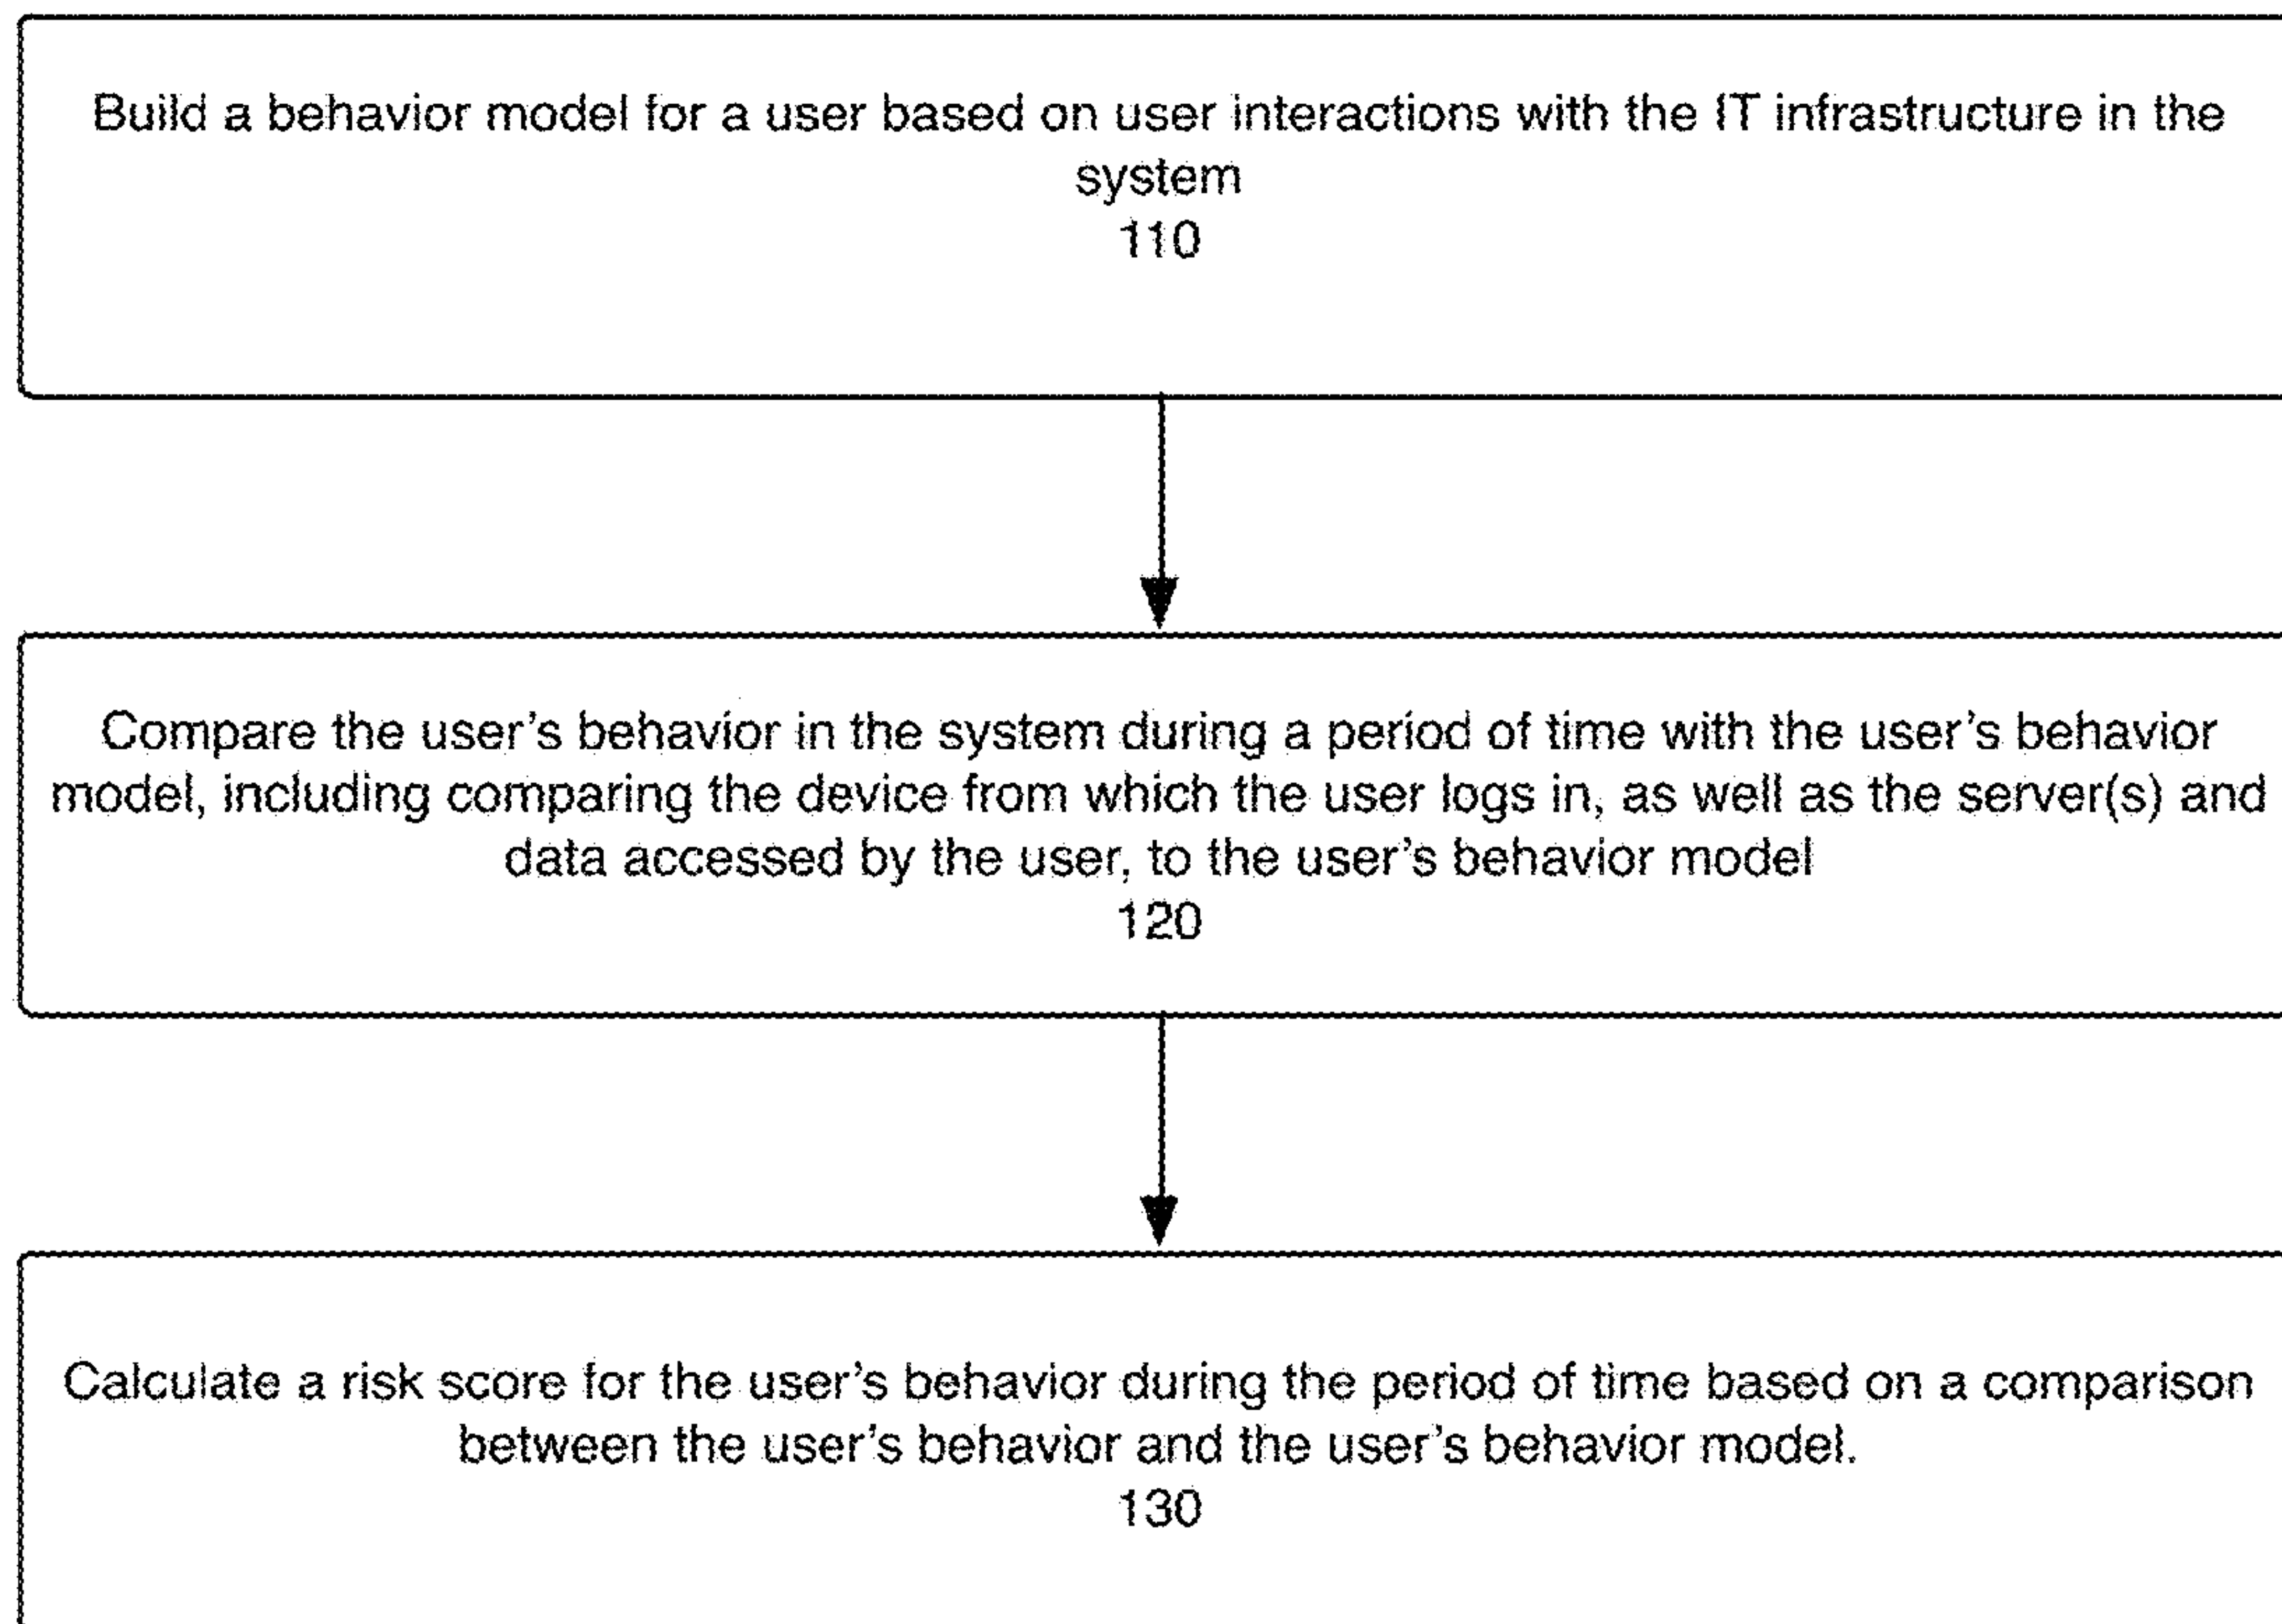 Build a behavior model for a user based on user interactions with the IT infrastructure in the
system
110
Compare the user's behavior in the system during a period of time with the user's behavior
model, including comparing the device from which the user logs in, as well as the server(s) and
data accessed by the user, to the user's behavior model
120
Calculate a risk score for the user's behavior during the period of time based on a comparison
between the user's behavior and the user's behavior model.
130